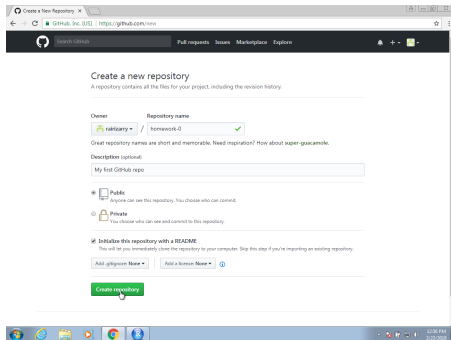 Create a New Repository
GitHub, Inc. [US] | https://github.com/new
Search GitHub
Pull requests Issues Marketplace Explore
Create a new repository
A repository contains all the files for your project, including the revision history.
Owner Repository name
rairizarry / homework-0
Great repository names are short and memorable. Need inspiration? How about super-guacamole.
Description (optional)
My first GitHub repo
Public
Anyone can see this repository. You choose who can commit.
Private
You choose who can see and commit to this repository.
Initialize this repository with a README
This will let you immediately clone the repository to your computer. Skip this step if you're importing an existing repository.
Add .gitignore: None Add a license: None
Create repository